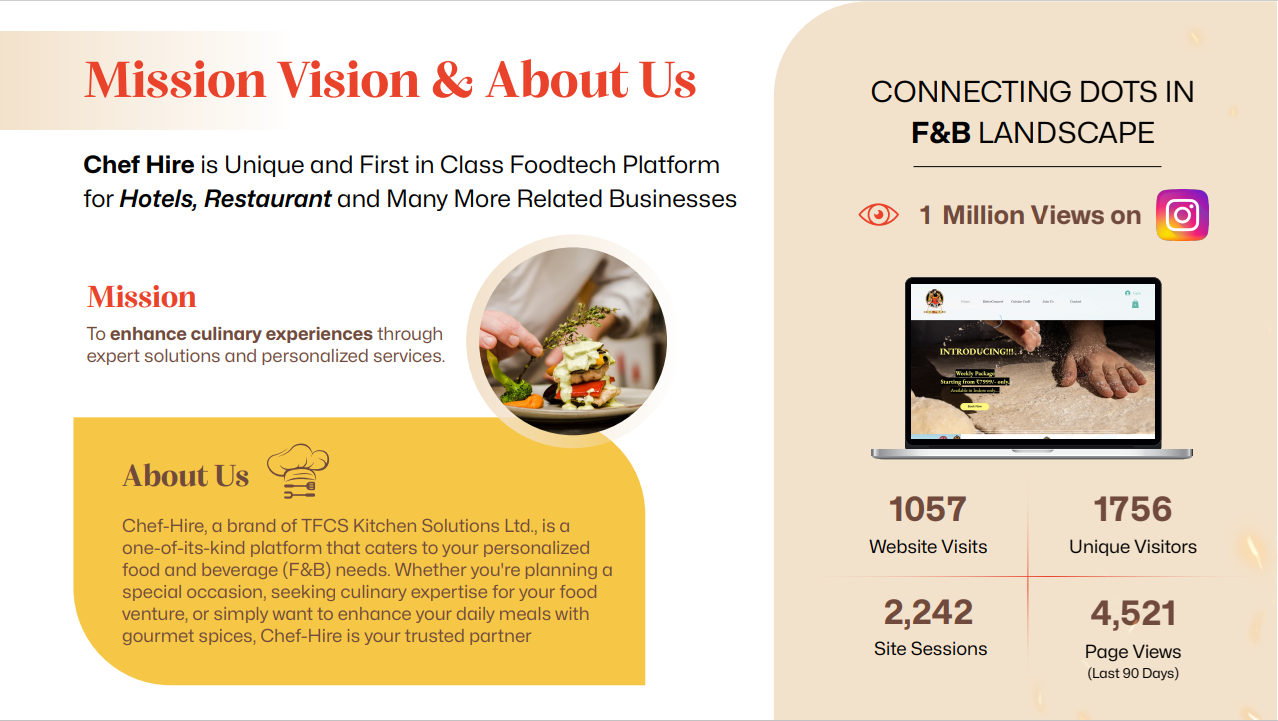 Mission Vision & About Us
Chef Hire is Unique and First in Class Foodtech Platform
for Hotels, Restaurant and Many More Related Businesses
Mission
To enhance culinary experiences through
expert solutions and personalized services.
About Us
Chef-Hire, a brand of TFCS Kitchen Solutions Ltd., is a
one-of-its-kind platform that caters to your personalized
food and beverage (F&B) needs. Whether you're planning a
special occasion, seeking culinary expertise for your food
venture, or simply want to enhance your daily meals with
gourmet spices, Chef-Hire is your trusted partner
CONNECTING DOTS IN
F&B LANDSCAPE
1 Million Views on
INTRODUCING!!!
Weekly Package
Starting from ₹7999/- only,
Available in Indore only...
Book Now
1057
Website Visits
1756
Unique Visitors
2,242
Site Sessions
4,521
Page Views
(Last 90 Days)